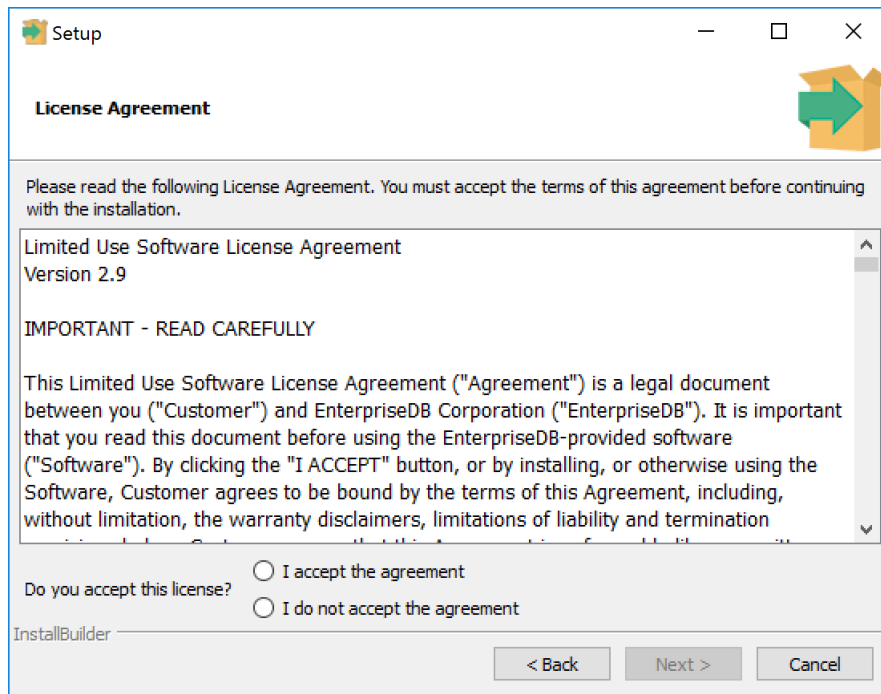 Setup
License Agreement
Please read the following License Agreement. You must accept the terms of this agreement before continuing
with the installation.
Limited Use Software License Agreement
Version 2.9
IMPORTANT - READ CAREFULLY
This Limited Use Software License Agreement ("Agreement") is a legal document
between you ("Customer") and EnterpriseDB Corporation ("EnterpriseDB"). It is important
that you read this document before using the EnterpriseDB-provided software
("Software"). By clicking the "I ACCEPT" button, or by installing, or otherwise using the
Software, Customer agrees to be bound by the terms of this Agreement, including,
without limitation, the warranty disclaimers, limitations of liability and termination
Do you accept this license?
I accept the agreement
I do not accept the agreement
InstallBuilder
< Back
Next >
Cancel